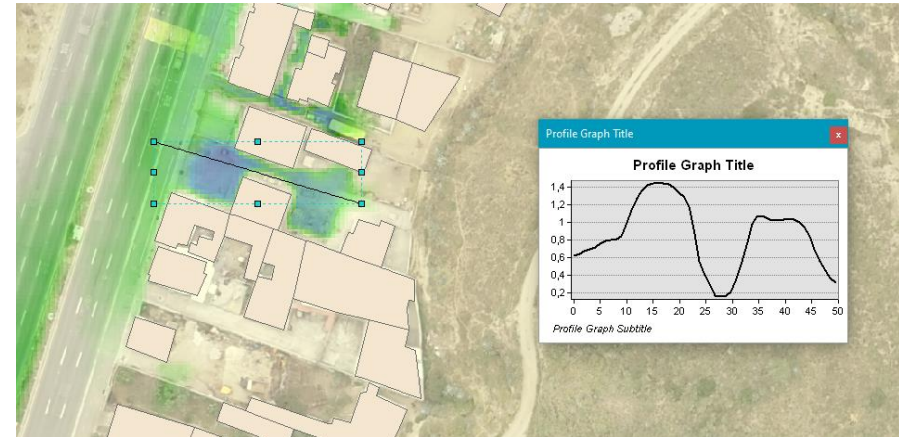 Profile Graph Title
x
Profile Graph Title
1,4
1,2
1
0,8
0,6
0,4
0,2
0 5 10 15 20 25 30 35 40 45 50
Profile Graph Subtitle